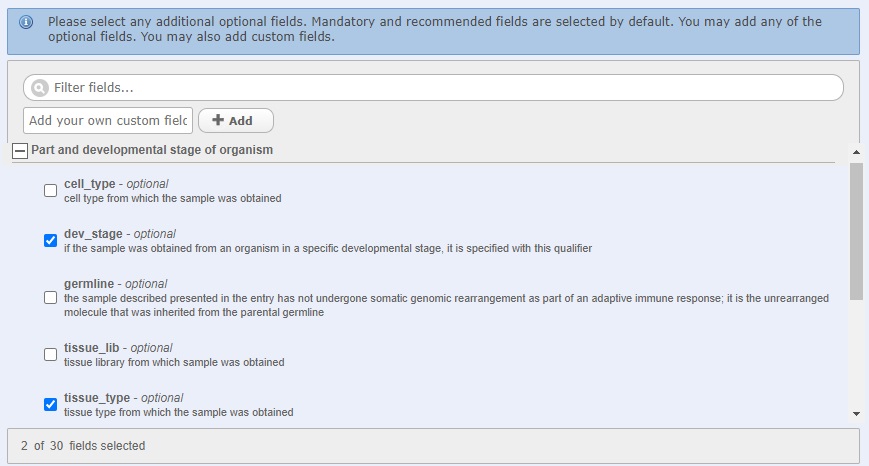 Please select any additional optional fields. Mandatory and recommended fields are selected by default. You may add any of the
optional fields. You may also add custom fields.
Filter fields...
Add your own custom field
Add
Part and developmental stage of organism
cell_type - optional
cell type from which the sample was obtained
dev_stage - optional
if the sample was obtained from an organism in a specific developmental stage, it is specified with this qualifier
germline - optional
the sample described presented in the entry has not undergone somatic genomic rearrangement as part of an adaptive immune response; it is the unrearranged
molecule that was inherited from the parental germline
tissue_lib - optional
tissue library from which sample was obtained
tissue_type - optional
tissue type from which the sample was obtained
2 of 30 fields selected